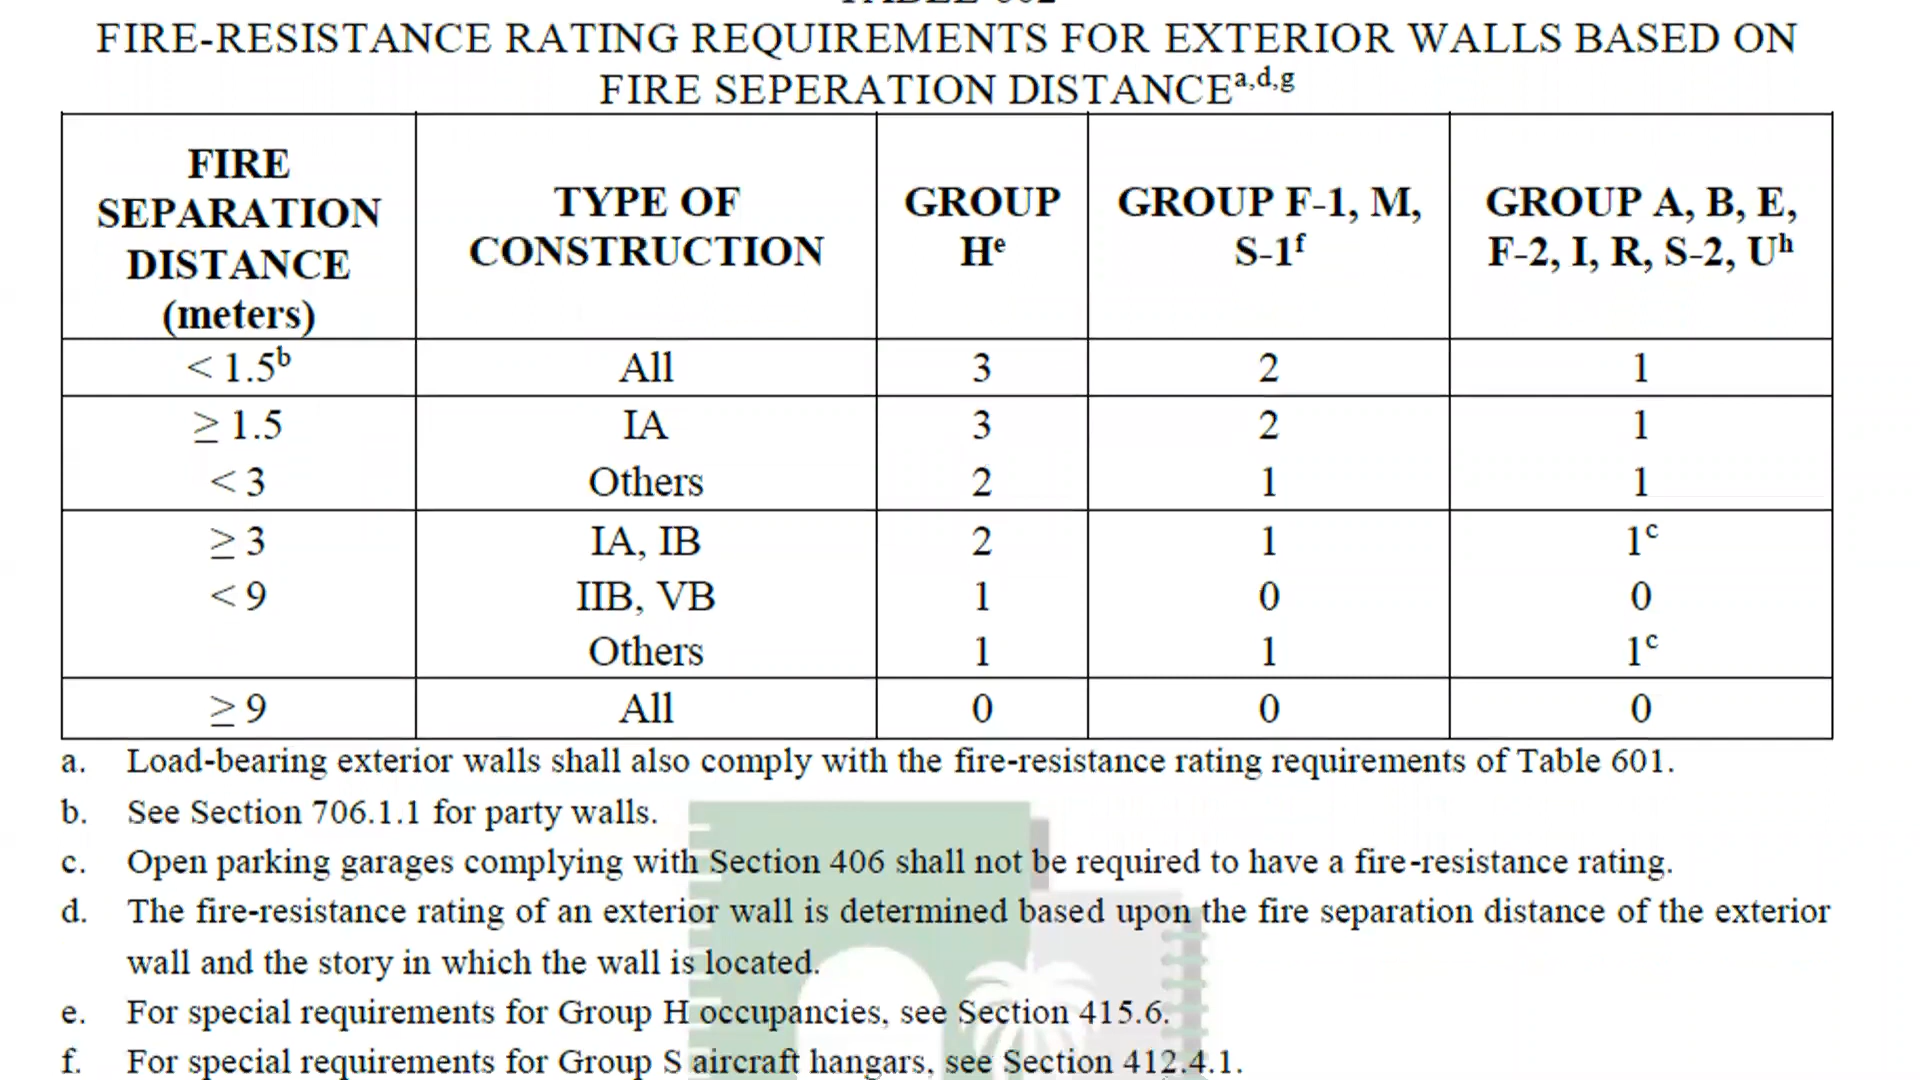 TABLE 602
FIRE-RESISTANCE RATING REQUIREMENTS FOR EXTERIOR WALLS BASED ON
FIRE SEPERATION DISTANCEa,d,g
FIRE SEPARATION DISTANCE (meters) TYPE OF CONSTRUCTION GROUP He GROUP F-1, M, S-1f GROUP A, B, E, F-2, I, R, S-2, Uh
< 1.5b All 3 2 1
≥ 1.5 IA 3 2 1
< 3 Others 2 1 1
≥ 3 IA, IB 2 1 1c
< 9 IIB, VB 1 0 0
Others 1 1 1c
≥ 9 All 0 0 0
a. Load-bearing exterior walls shall also comply with the fire-resistance rating requirements of Table 601.
b. See Section 706.1.1 for party walls.
c. Open parking garages complying with Section 406 shall not be required to have a fire-resistance rating.
d. The fire-resistance rating of an exterior wall is determined based upon the fire separation distance of the exterior
wall and the story in which the wall is located.
e. For special requirements for Group H occupancies, see Section 415.6.
f. For special requirements for Group S aircraft hangars, see Section 412.4.1.